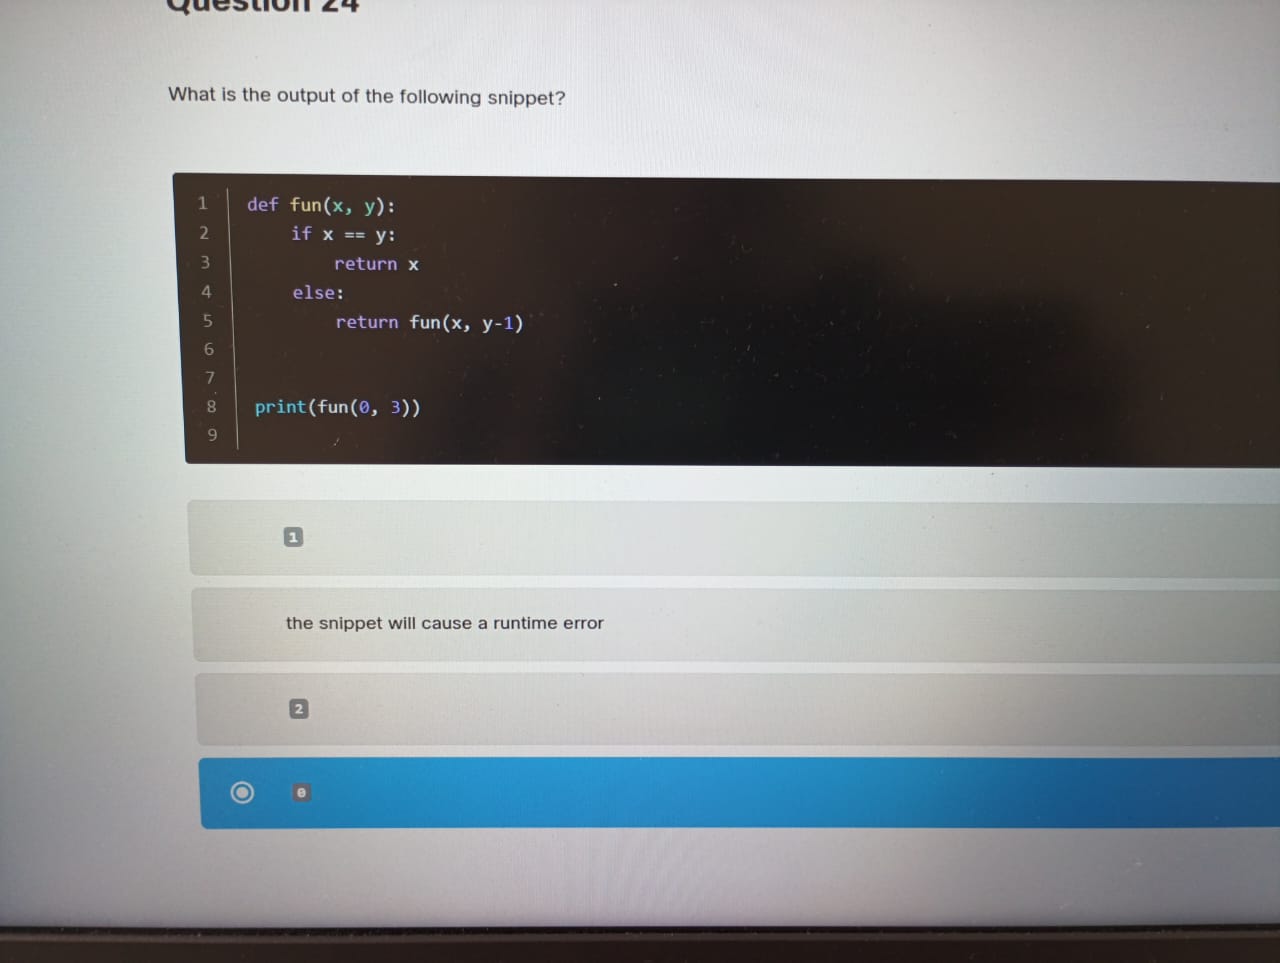 Question 24
What is the output of the following snippet?
1 def fun(x, y):
2     if x == y:
3         return x
4     else:
5         return fun(x, y-1)
6
7
8 print(fun(0, 3))
9
1
the snippet will cause a runtime error
2
0